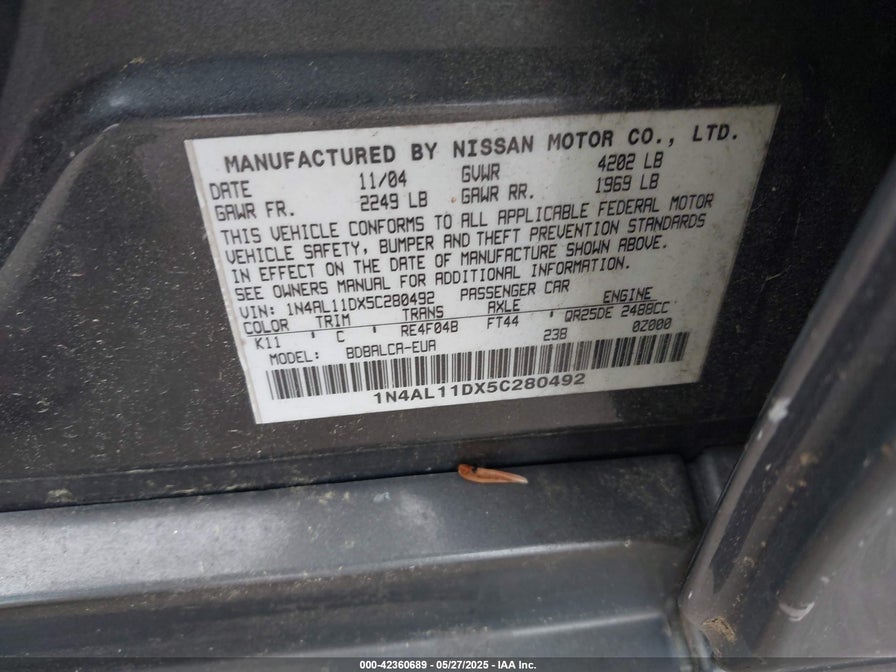 MANUFACTURED BY NISSAN MOTOR CO., LTD.
DATE 11/04 GVWR 4202 LB
GAWR FR. 2249 LB GAWR RR. 1969 LB
THIS VEHICLE CONFORMS TO ALL APPLICABLE FEDERAL MOTOR
VEHICLE SAFETY, BUMPER AND THEFT PREVENTION STANDARDS
IN EFFECT ON THE DATE OF MANUFACTURE SHOWN ABOVE.
SEE OWNERS MANUAL FOR ADDITIONAL INFORMATION.
VIN: 1N4AL11DX5C280492 PASSENGER CAR
COLOR TRIM TRANS AXLE ENGINE
K11 ' C ' RE4F04B FT44 ' QR25DE 2488CC
MODEL: BDBALCA-EUA 23B 0Z000
1N4AL11DX5C280492
000-42360689 - 05/27/2025 - IAA Inc.